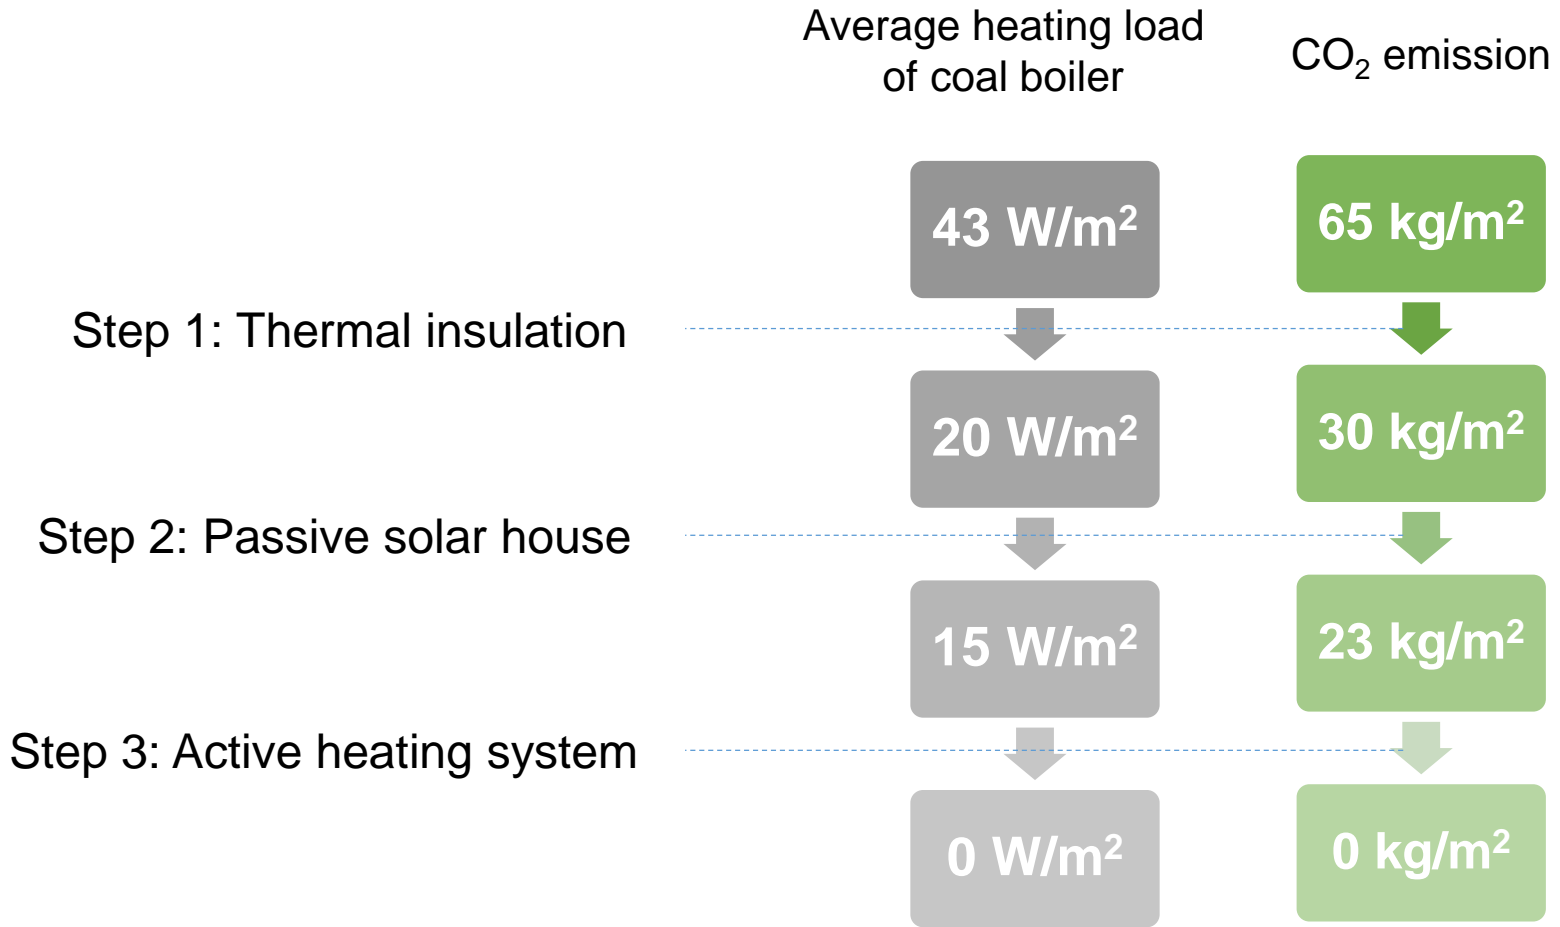 Average heating load
of coal boiler
CO₂ emission
43 W/m²
65 kg/m²
Step 1: Thermal insulation
20 W/m²
30 kg/m²
Step 2: Passive solar house
15 W/m²
23 kg/m²
Step 3: Active heating system
0 W/m²
0 kg/m²